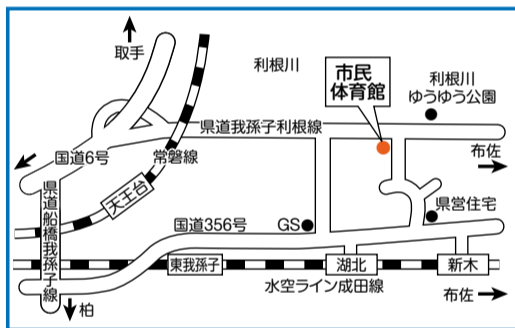 取手
利根川
市民
体育館
利根川
ゆうゆう公園
県道我孫子利根線
布佐
国道6号
常磐線
天王台
県道船橋我孫子線
国道356号
GS
県営住宅
東我孫子
湖北
新木
水空ライン成田線
柏
布佐